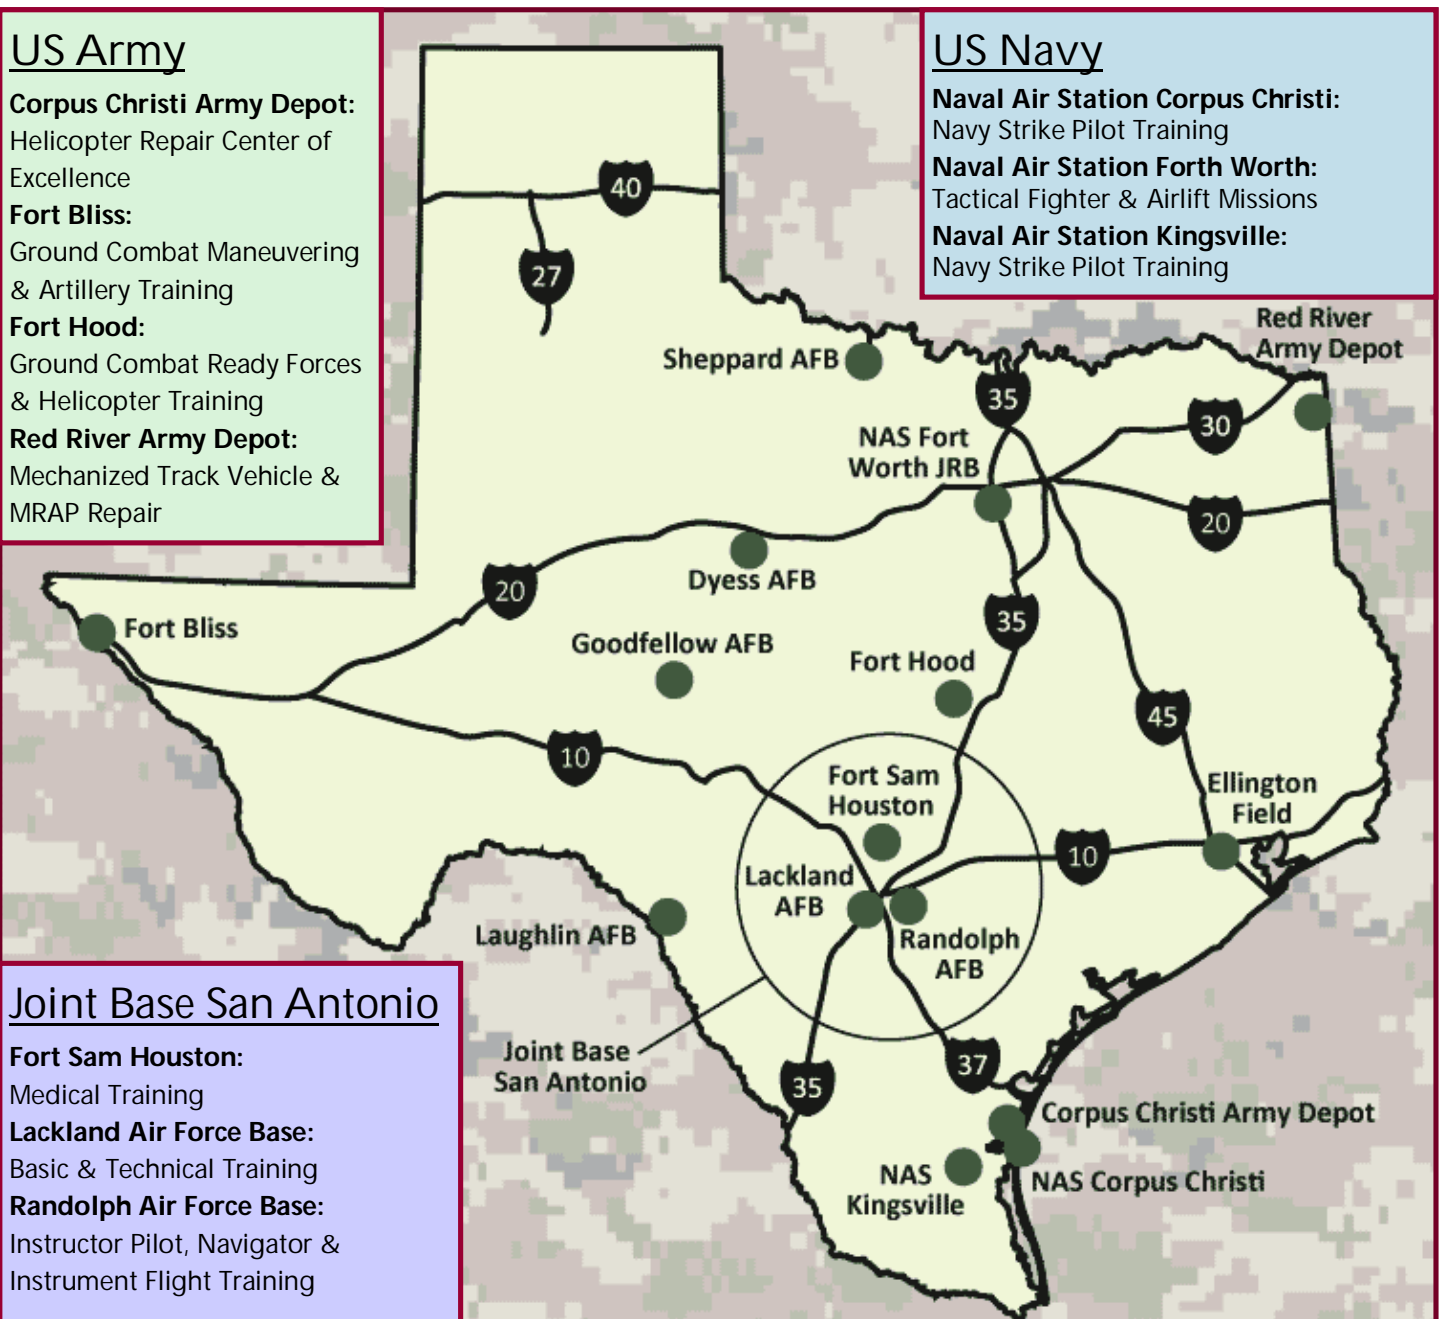 US Army
Corpus Christi Army Depot:
Helicopter Repair Center of
Excellence
Fort Bliss:
Ground Combat Maneuvering
& Artillery Training
Fort Hood:
Ground Combat Ready Forces
& Helicopter Training
Red River Army Depot:
Mechanized Track Vehicle &
MRAP Repair
US Navy
Naval Air Station Corpus Christi:
Navy Strike Pilot Training
Naval Air Station Forth Worth:
Tactical Fighter & Airlift Missions
Naval Air Station Kingsville:
Navy Strike Pilot Training
40
27
Red River
Army Depot
Sheppard AFB
35
30
NAS Fort
Worth JRB
20
Dyess AFB
20
35
Fort Bliss
Goodfellow AFB
Fort Hood
45
10
Fort Sam
Houston
Ellington
Field
10
Lackland
AFB
Laughlin AFB
Randolph
AFB
Joint Base
San Antonio
35
37
Corpus Christi Army Depot
NAS
Kingsville
NAS Corpus Christi
Joint Base San Antonio
Fort Sam Houston:
Medical Training
Lackland Air Force Base:
Basic & Technical Training
Randolph Air Force Base:
Instructor Pilot, Navigator &
Instrument Flight Training